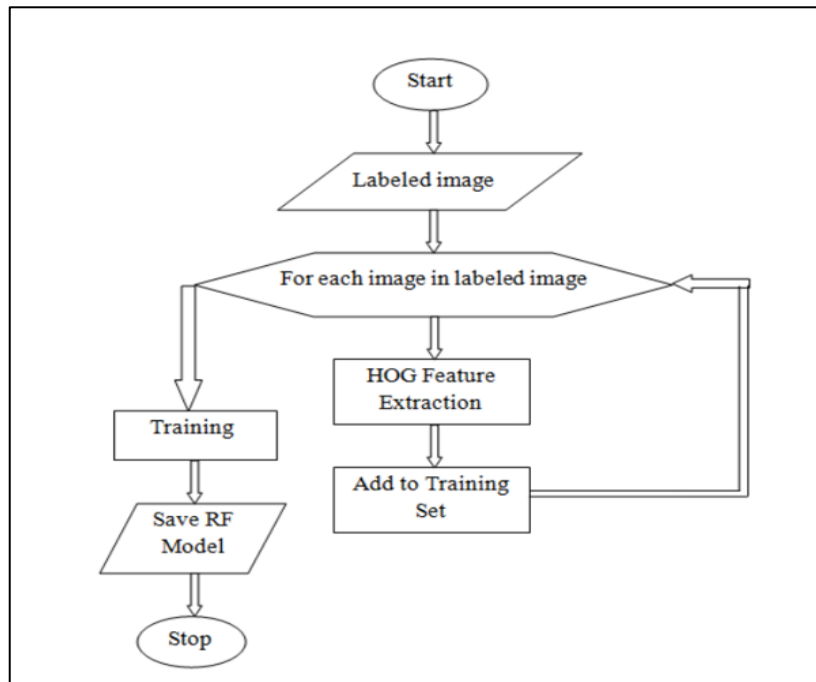 Start
Labeled image
For each image in labeled image
HOG Feature
Extraction
Training
Add to Training
Set
Save RF
Model
Stop